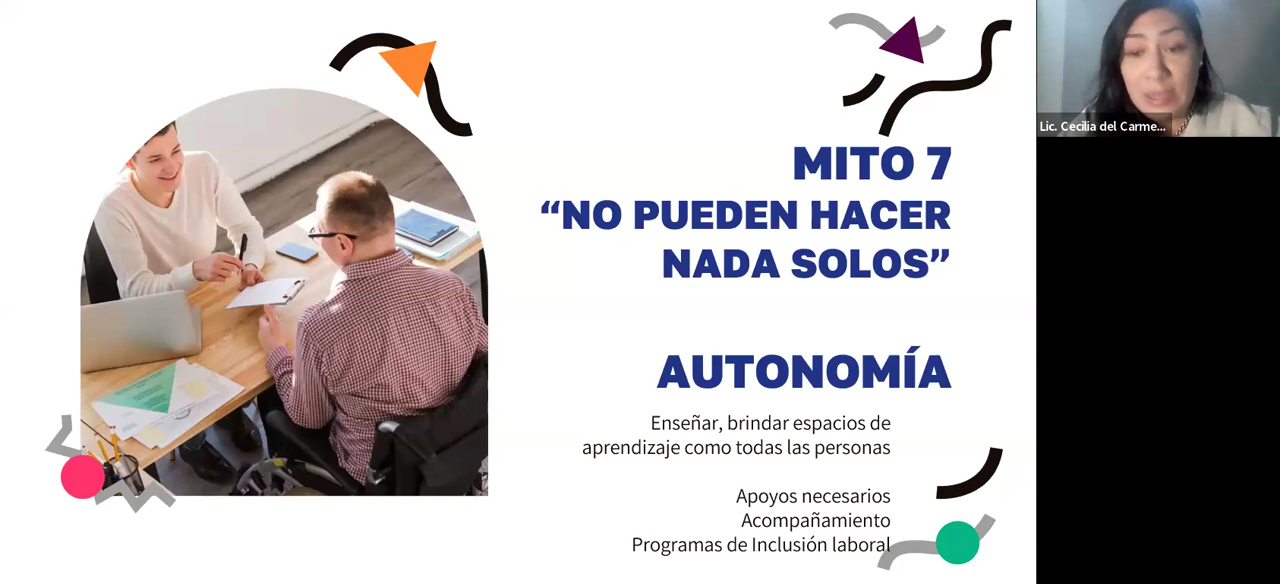 MITO 7
“NO PUEDEN HACER
NADA SOLOS”
AUTONOMÍA
Enseñar, brindar espacios de
aprendizaje como todas las personas
Apoyos necesarios
Acompañamiento
Programas de Inclusión laboral
Lic. Cecilia del Carme...